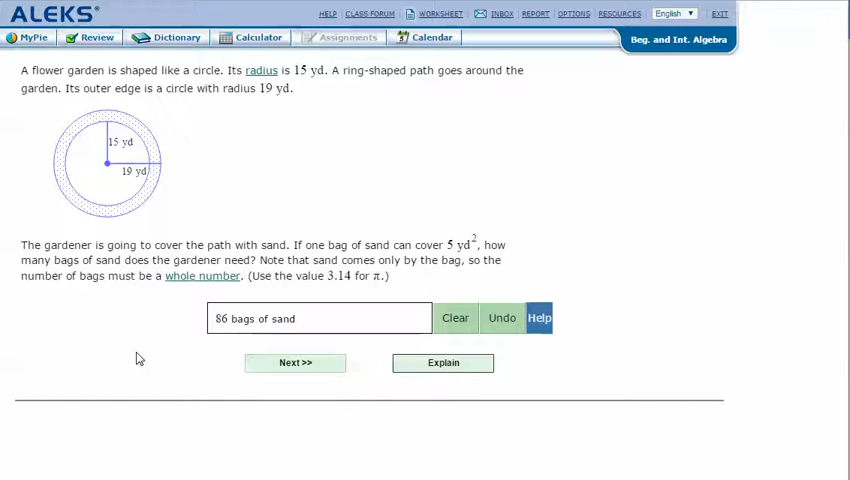 ALEKS®
HELP CLASS FORUM WORKSHEET INBOX REPORT OPTIONS RESOURCES English EXIT
MyPie Review Dictionary Calculator Assignments Calendar
Beg. and Int. Algebra
A flower garden is shaped like a circle. Its radius is 15 yd. A ring-shaped path goes around the
garden. Its outer edge is a circle with radius 19 yd.
15 yd
19 yd
The gardener is going to cover the path with sand. If one bag of sand can cover 5 yd², how
many bags of sand does the gardener need? Note that sand comes only by the bag, so the
number of bags must be a whole number. (Use the value 3.14 for π.)
86 bags of sand Clear Undo Help
Next >> Explain